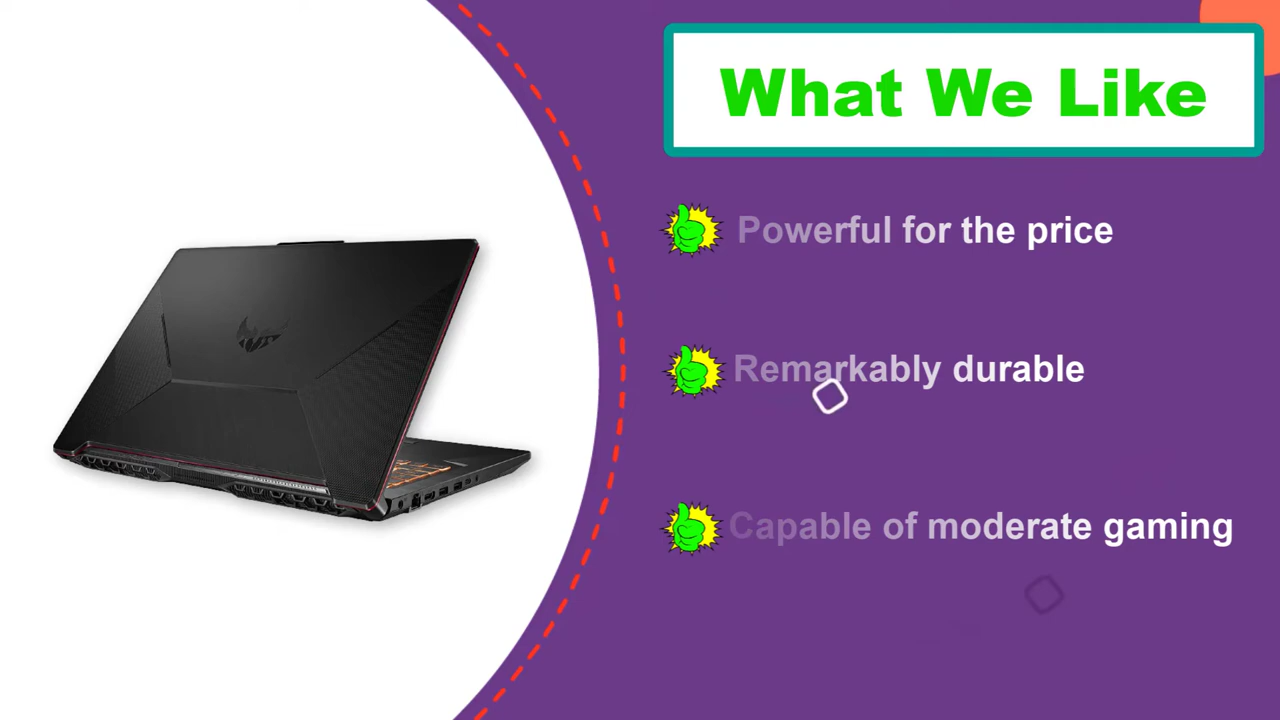 What We Like
Powerful for the price
Remarkably durable
Capable of moderate gaming